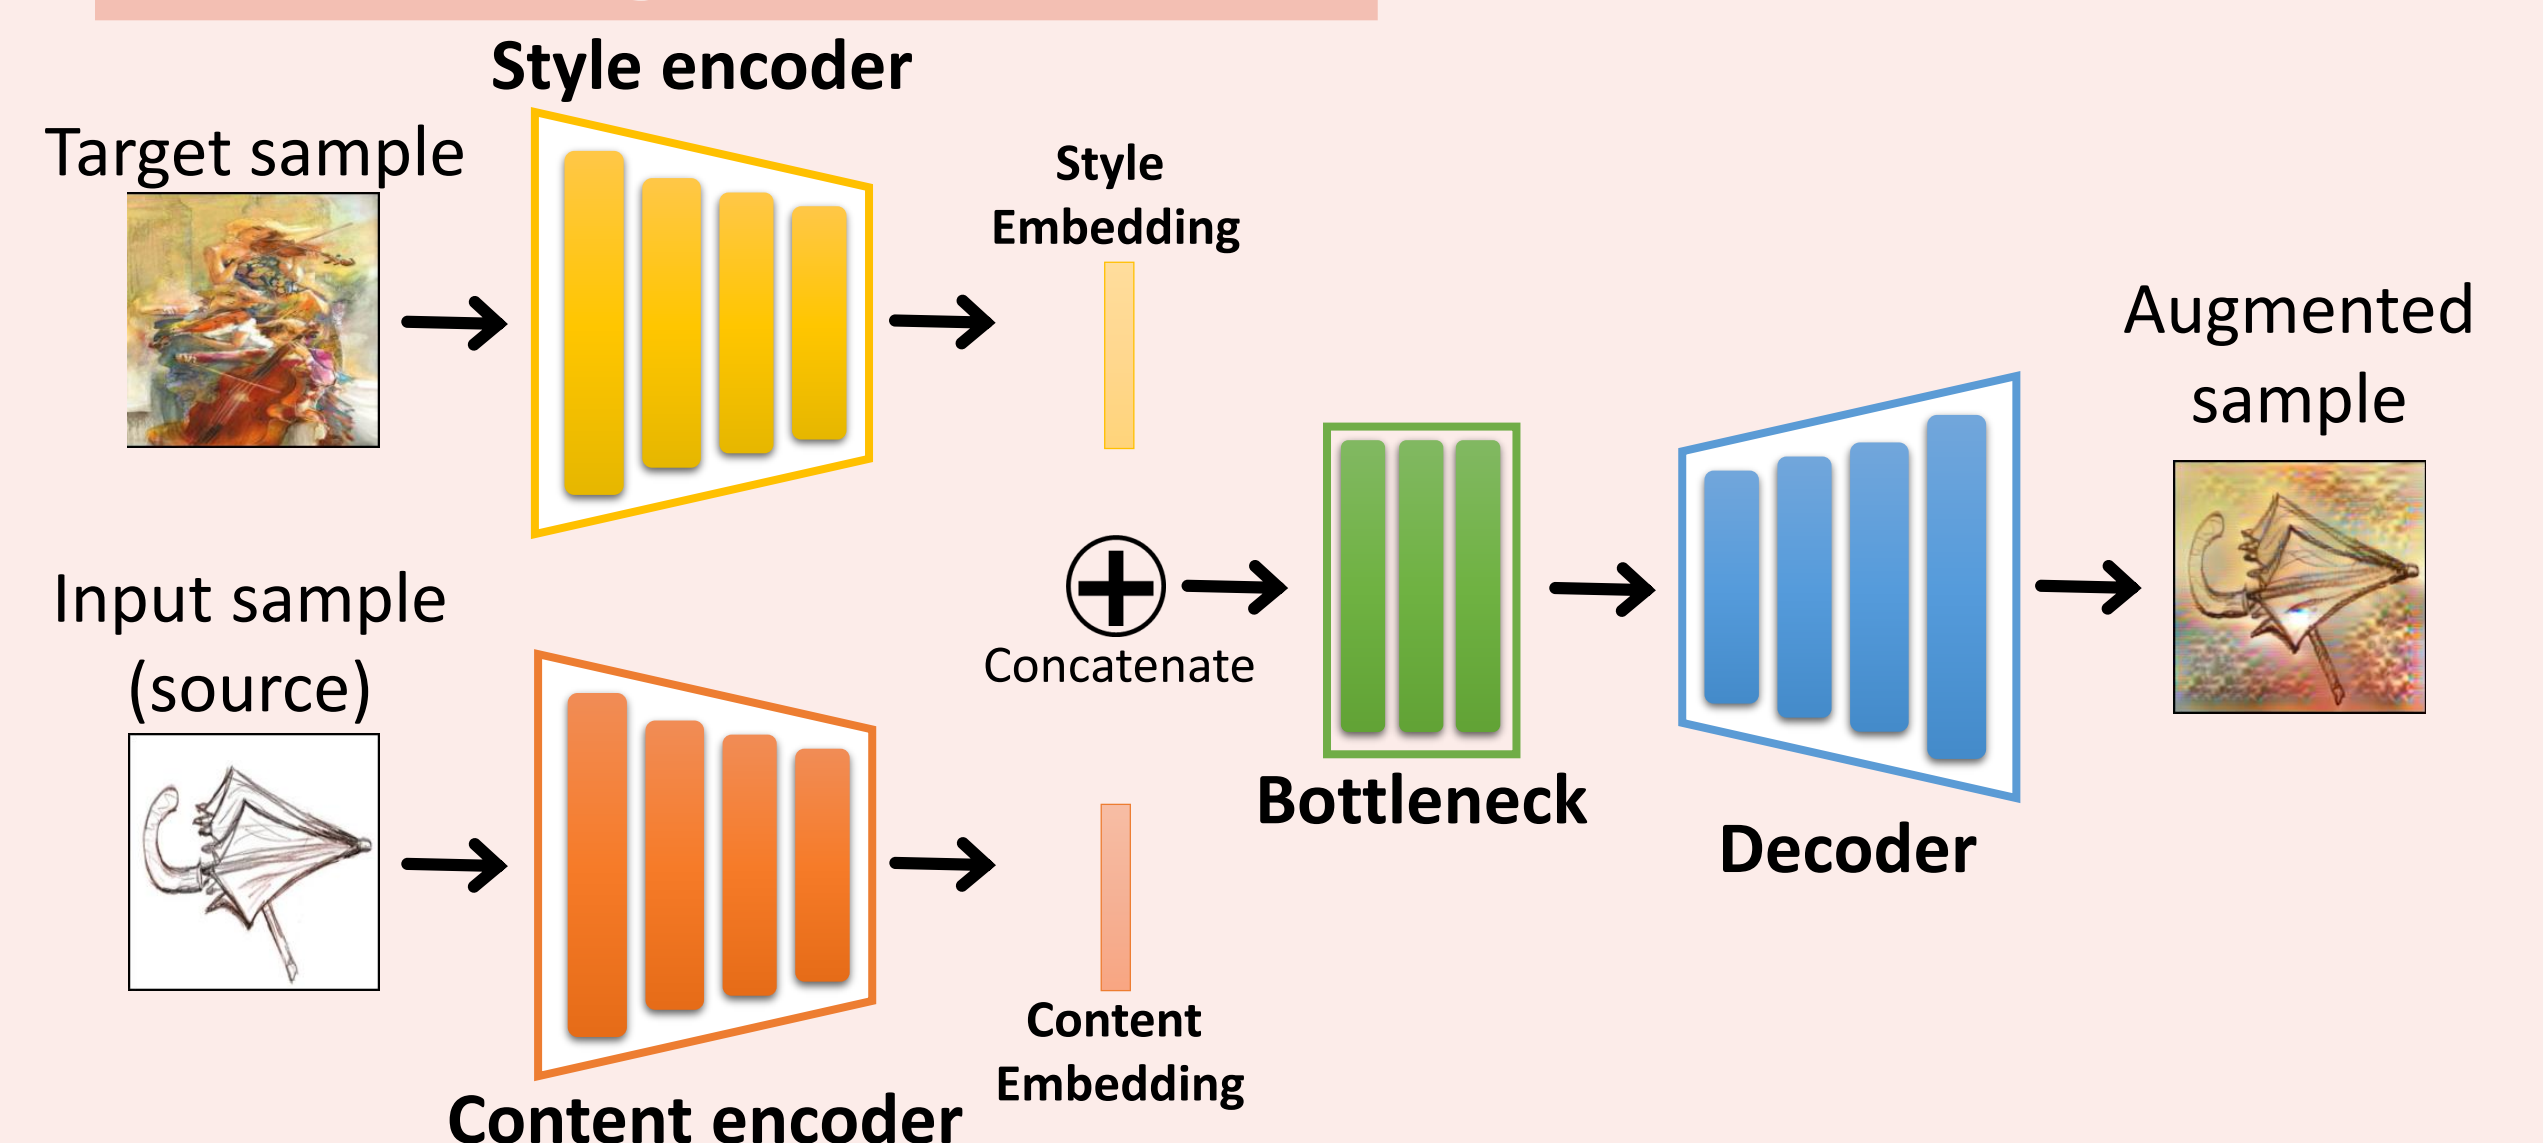 Style encoder
Target sample
Style
Embedding
Input sample
(source)
Concatenate
Bottleneck
Decoder
Augmented
sample
Content
Embedding
Content encoder